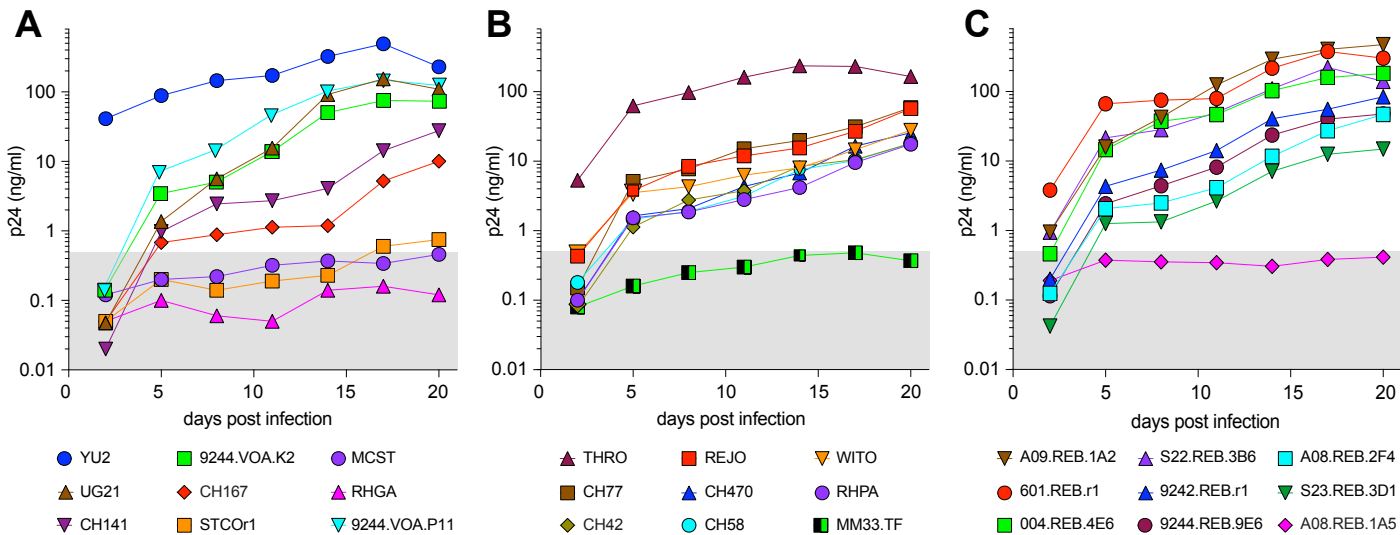 A
B
C
p24 (ng/ml)
100
10
1
0.1
0.01
0
5
10
15
20
days post infection
p24 (ng/ml)
100
10
1
0.1
0.01
0
5
10
15
20
days post infection
p24 (ng/ml)
100
10
1
0.1
0.01
0
5
10
15
20
days post infection
YU2
9244.VOA.K2
MCST
UG21
CH167
RHGA
CH141
STCOr1
9244.VOA.P11
THRO
REJO
WITO
CH77
CH470
RHPA
CH42
CH58
MM33.TF
A09.REB.1A2
S22.REB.3B6
A08.REB.2F4
601.REB.r1
9242.REB.r1
S23.REB.3D1
004.REB.4E6
9244.REB.9E6
A08.REB.1A5